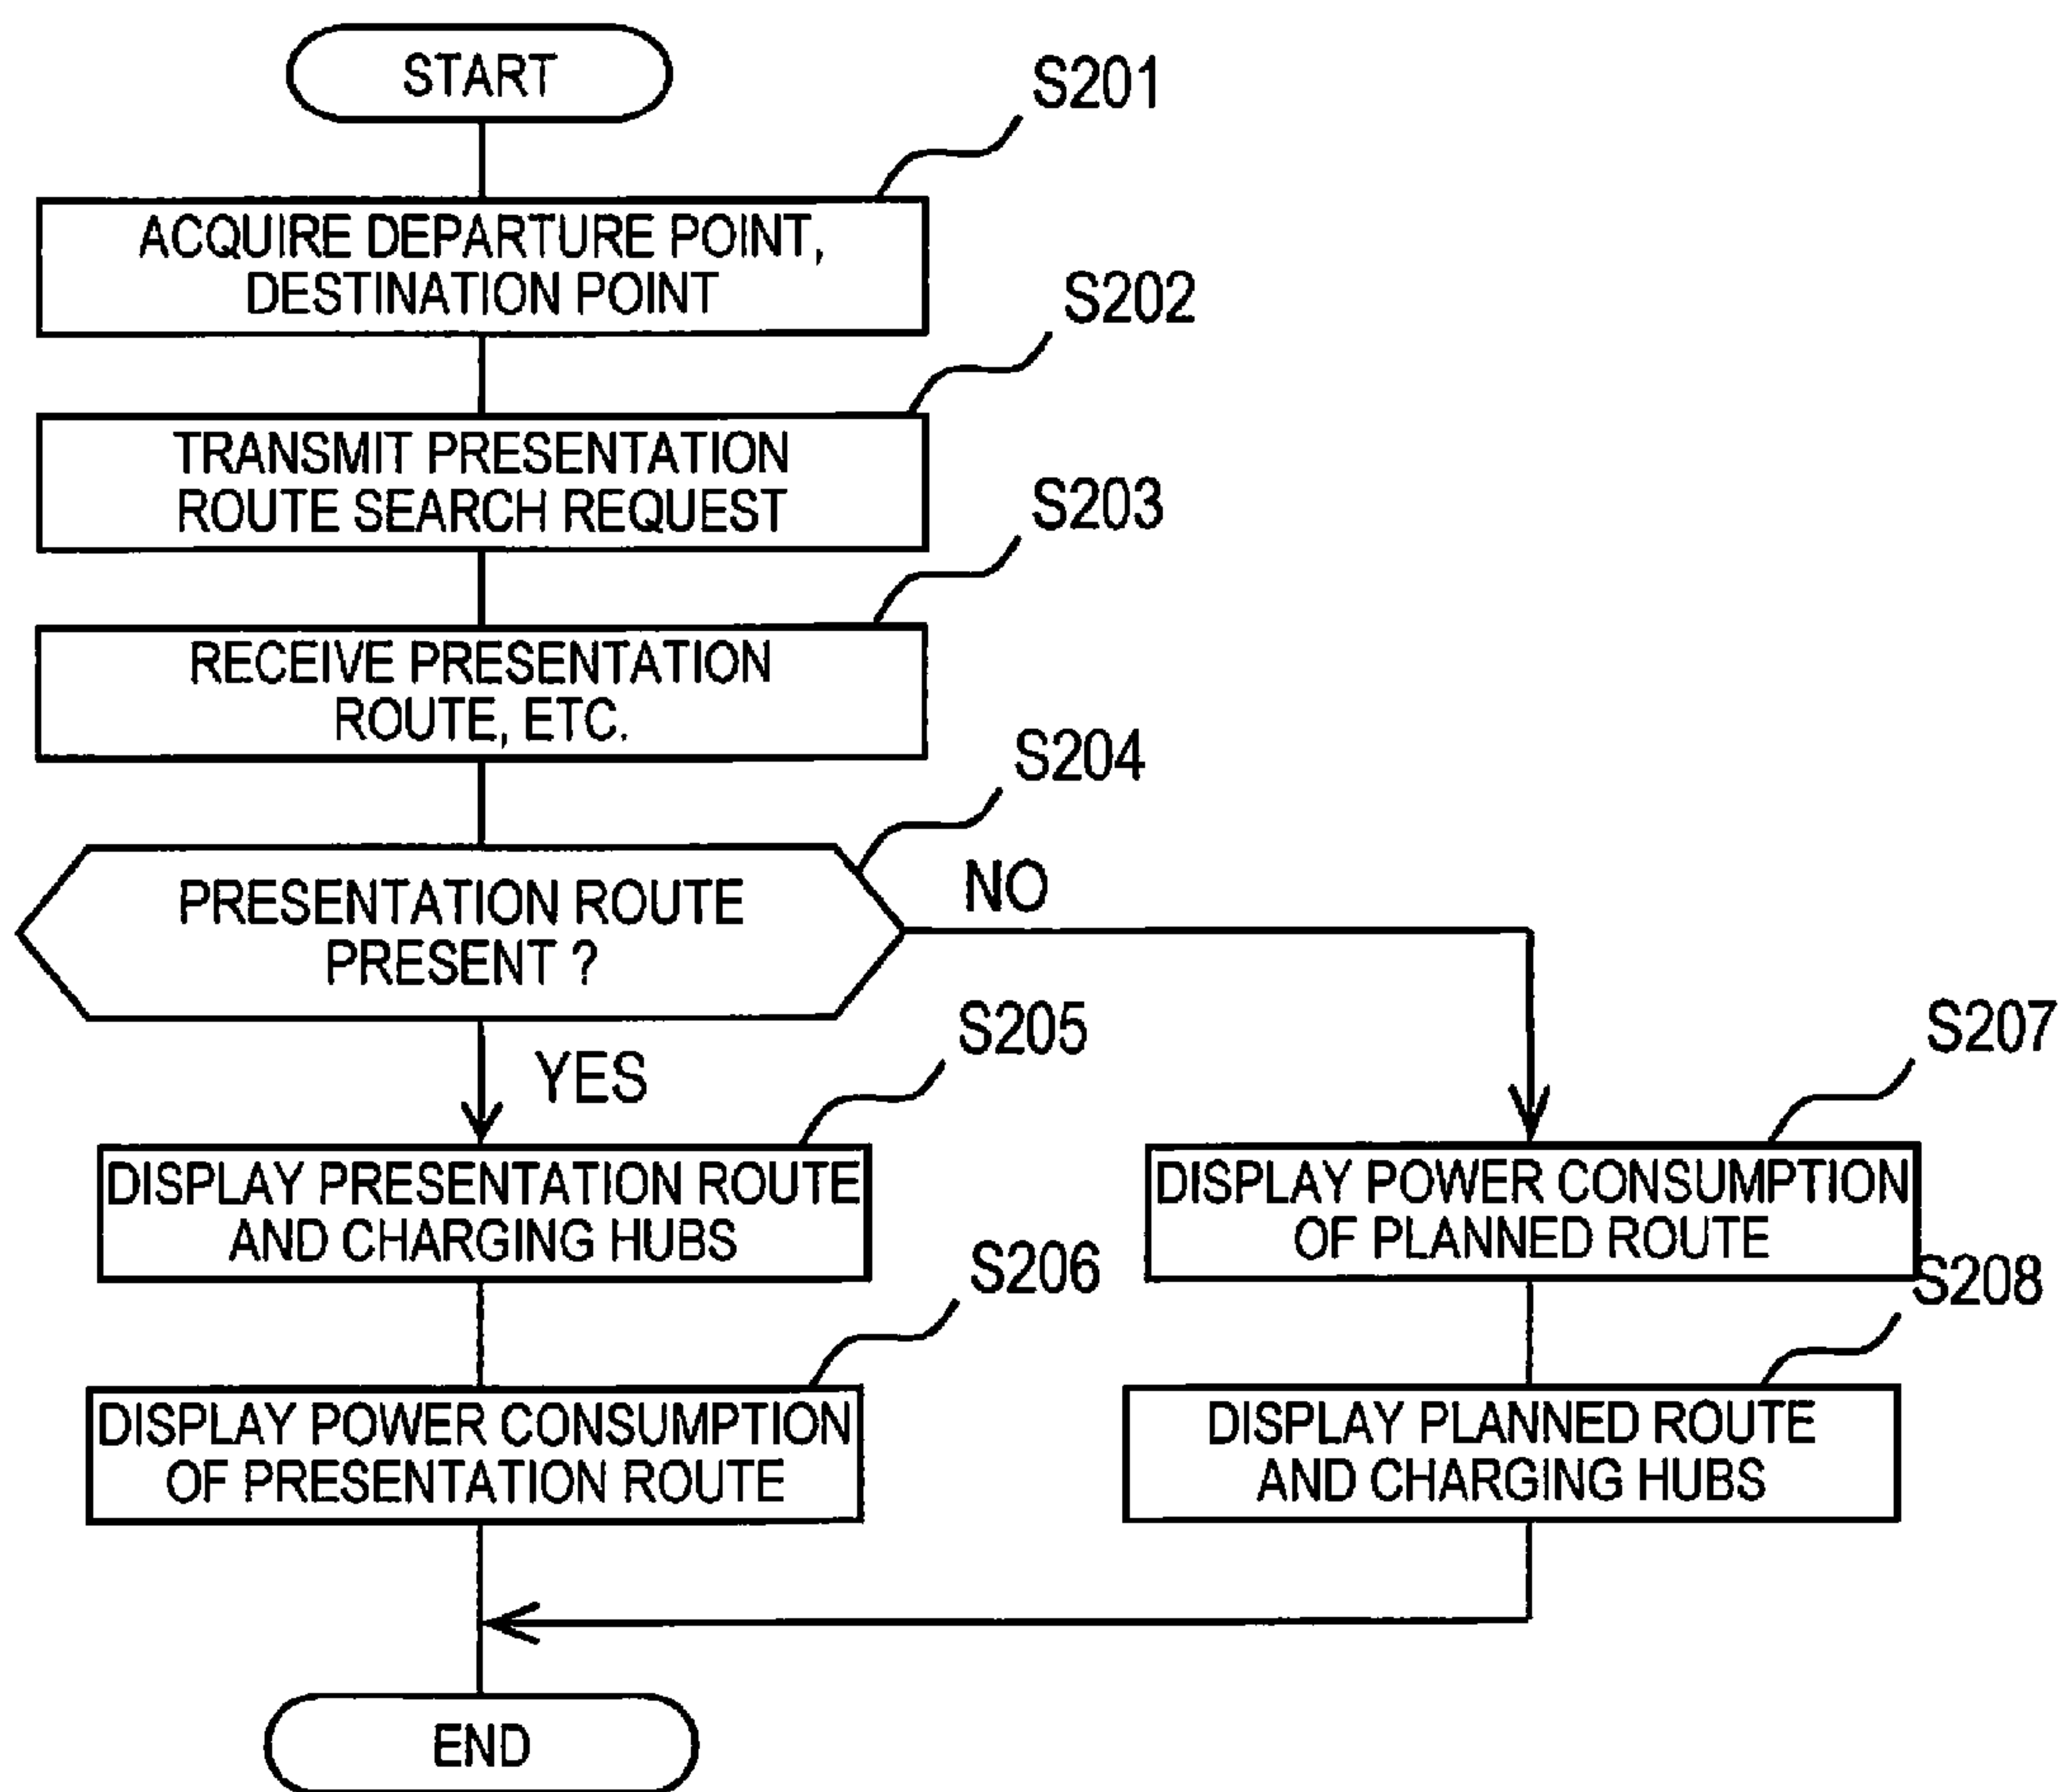 START
S201
ACQUIRE DEPARTURE POINT,
DESTINATION POINT
S202
TRANSMIT PRESENTATION
ROUTE SEARCH REQUEST
S203
RECEIVE PRESENTATION
ROUTE, ETC.
S204
PRESENTATION ROUTE
PRESENT ?
NO
YES
S205
DISPLAY PRESENTATION ROUTE
AND CHARGING HUBS
S206
DISPLAY POWER CONSUMPTION
OF PRESENTATION ROUTE
S207
DISPLAY POWER CONSUMPTION
OF PLANNED ROUTE
S208
DISPLAY PLANNED ROUTE
AND CHARGING HUBS
END